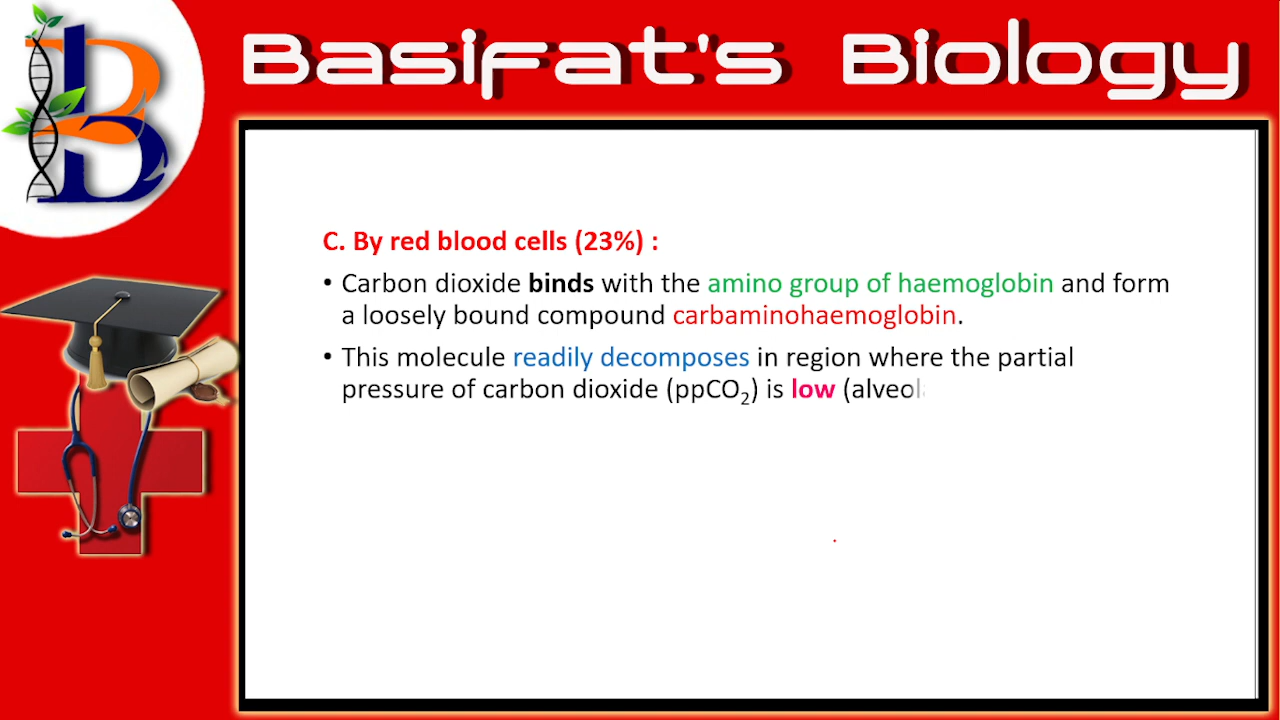 Basifat's Biology
C. By red blood cells (23%) :
• Carbon dioxide binds with the amino group of haemoglobin and form
a loosely bound compound carbaminohaemoglobin.
• This molecule readily decomposes in region where the partial
pressure of carbon dioxide (ppCO₂) is low (alveol